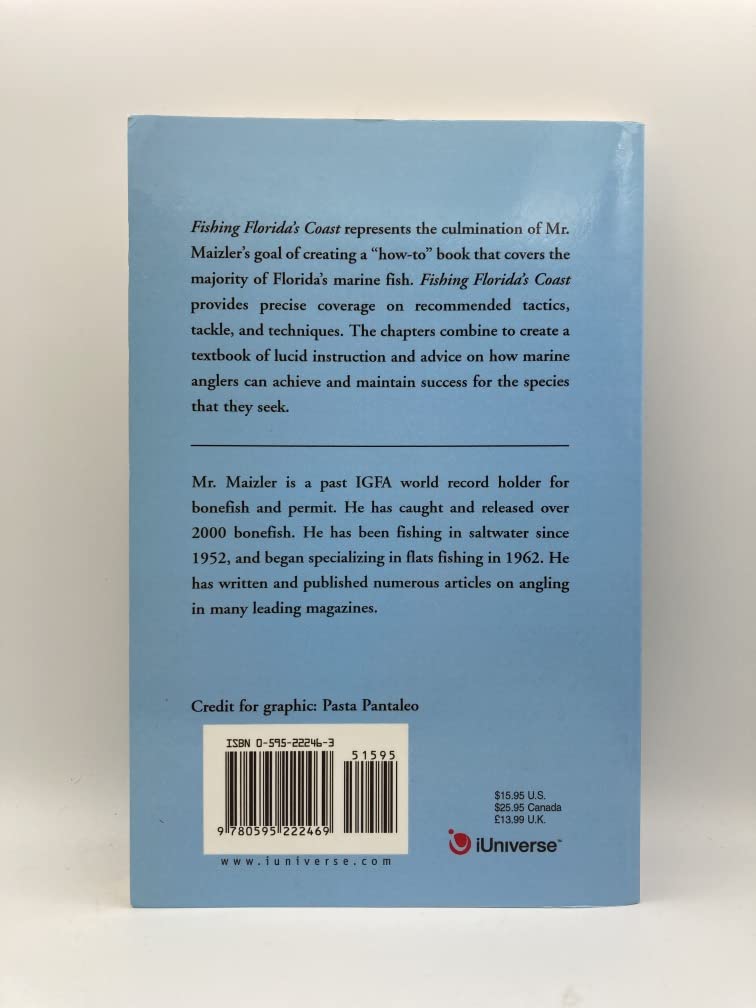 Fishing Florida's Coast represents the culmination of Mr.
Maizler's goal of creating a "how-to" book that covers the
majority of Florida's marine fish. Fishing Florida's Coast
provides precise coverage on recommended tactics,
tackle, and techniques. The chapters combine to create a
textbook of lucid instruction and advice on how marine
anglers can achieve and maintain success for the species
that they seek.
Mr. Maizler is a past IGFA world record holder for
bonefish and permit. He has caught and released over
2000 bonefish. He has been fishing in saltwater since
1952, and began specializing in flats fishing in 1962. He
has written and published numerous articles on angling
in many leading magazines.
Credit for graphic: Pasta Pantaleo
ISBN 0-595-22246-3
51595
9 780595 222469
www.iuniverse.com
$15.95 U.S.
$25.95 Canada
£13.99 U.K.
iUniverse™